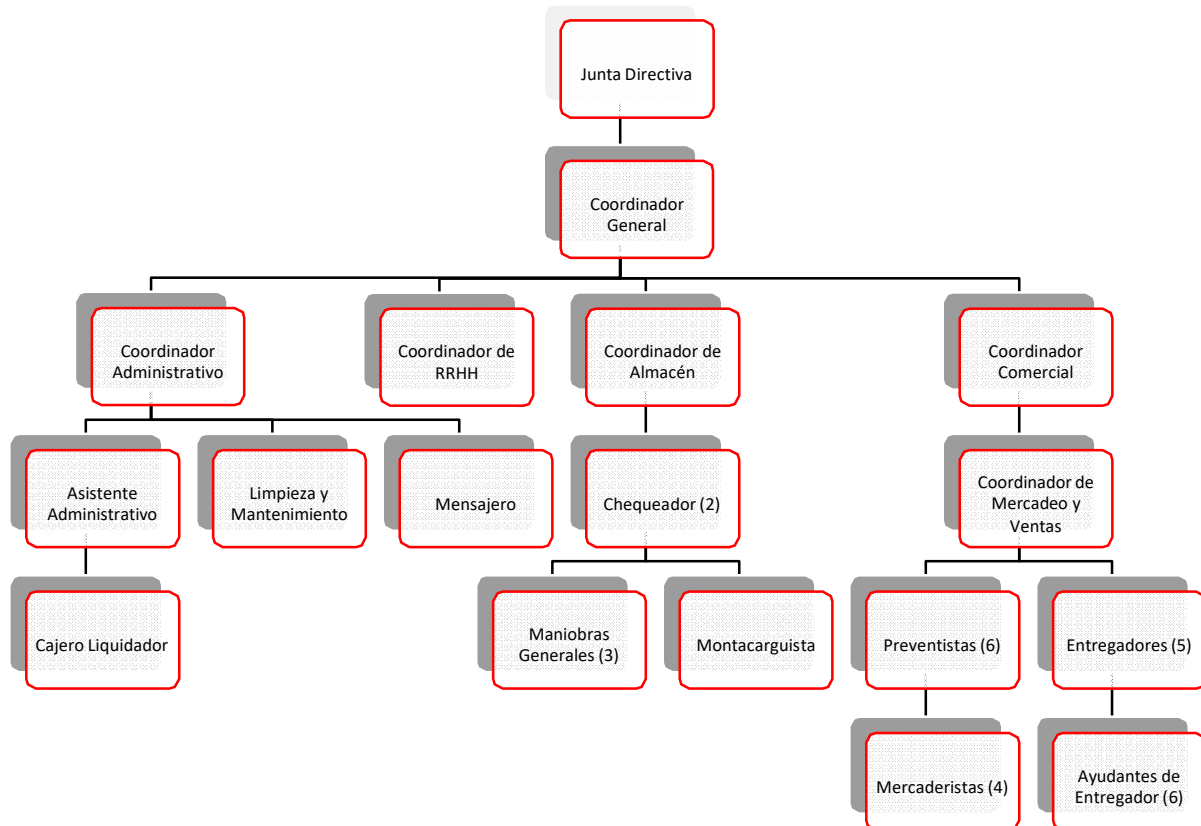 Junta Directiva
Coordinador
General
Coordinador
Administrativo
Coordinador de
RRHH
Coordinador de
Almacén
Coordinador
Comercial
Asistente
Administrativo
Limpieza y
Mantenimiento
Mensajero
Chequeador (2)
Coordinador de
Mercadeo y
Ventas
Cajero Liquidador
Maniobras
Generales (3)
Montacarguista
Preventistas (6)
Entregadores (5)
Mercaderistas (4)
Ayudantes de
Entregador (6)